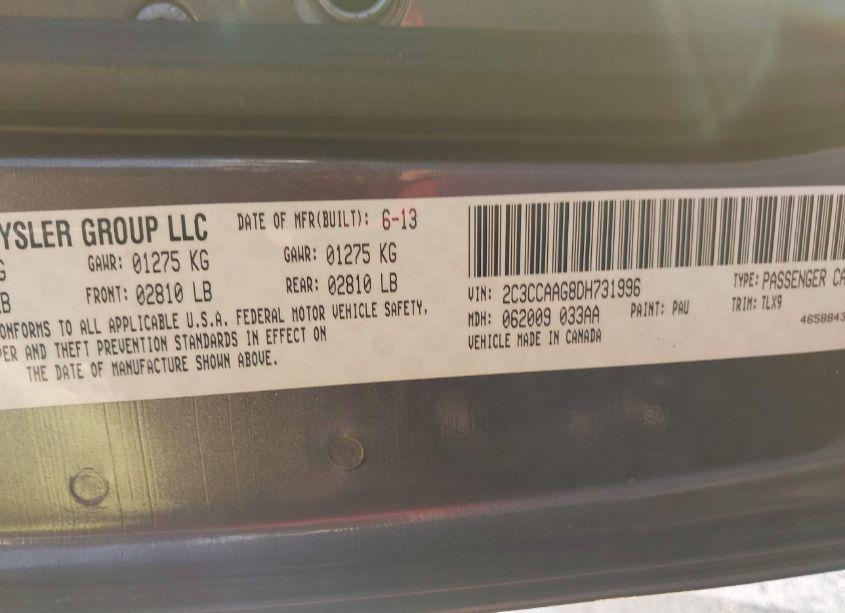 YSLER GROUP LLC DATE OF MFR(BUILT): 6-13
G GAWR: 01275 KG GAWR: 01275 KG
LB FRONT: 02810 LB REAR: 02810 LB
ONFORMS TO ALL APPLICABLE U.S.A. FEDERAL MOTOR VEHICLE SAFETY,
PER AND THEFT PREVENTION STANDARDS IN EFFECT ON
THE DATE OF MANUFACTURE SHOWN ABOVE.
VIN: 2C3CCAAG8DH731996 TYPE: PASSENGER CA
MDH: 062009 033AA PAINT: PAU TRIM: TLX9
VEHICLE MADE IN CANADA 4658843